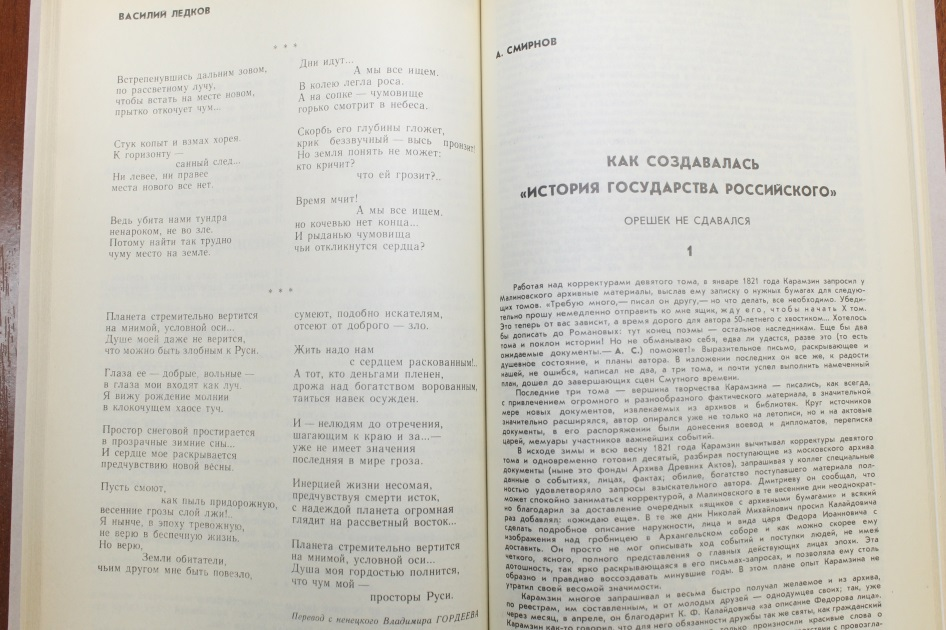 ВАСИЛИЙ ЛЕДКОВ
* * *
Встрепенувшись дальним зовом,
по рассветному лучу,
чтобы встать на месте новом,
прытко откочует чум...
Стук копыт и взмах хорея.
К горизонту —
санный след...
Ни левее, ни правее
места нового все нет.
Ведь убита нами тундра
ненароком, не во зле.
Потому найти так трудно
чуму место на земле.
Дни идут...
А мы все ищем.
В колею легла роса.
А на сопке — чумовище
горько смотрит в небеса.
Скорбь его глубины гложет,
крик беззвучный — высь пронзит!
Но земля понять не может:
кто кричит?
что ей грозит?..
Время мчит!
А мы все ищем.
но кочевью нет конца...
И рыданью чумовища
чьи откликнутся сердца?
* * *
Планета стремительно вертится
на мнимой, условной оси...
Душе моей даже не верится,
что можно быть злобным к Руси.
Глаза ее — добрые, вольные —
в глаза мои входят как луч.
Я вижу рождение молнии
в клокочущем хаосе туч.
Простор снеговой простирается
в прозрачные зимние сны...
И сердце мое раскрывается
предчувствию новой весны.
Пусть смоют,
как пыль придорожную,
весенние грозы слой лжи!..
Я нынче, в эпоху тревожную,
не верю в беспечную жизнь.
Но верю,
Земли обитатели,
чьим другом мне быть повезло,
сумеют, подобно искателям,
отсеют от доброго — зло.
Жить надо нам
с сердцем раскованным!..
А тот, кто деньгами пленен,
дрожа над богатством ворованным,
таиться навек осужден.
И — нелюдям до отречения,
шагающим к краю и за...—
уже не имеет значения
последняя в мире гроза.
Инерцией жизни несомая,
предчувствуя смерти исток,
с надеждой планета огромная
глядит на рассветный восток...
Планета стремительно вертится
на мнимой, условной оси...
Душа моя гордостью полнится,
что чум мой —
просторы Руси.
Перевод с ненецкого Владимира ГОРДЕЕВА
А. СМИРНОВ
КАК СОЗДАВАЛАСЬ
«ИСТОРИЯ ГОСУДАРСТВА РОССИЙСКОГО»
ОРЕШЕК НЕ СДАВАЛСЯ
1
Работая над корректурами девятого тома, в январе 1821 года Карамзин запросил у
Малиновского архивные материалы, выслав ему записку о нужных бумагах для следую-
щих томов. «Требую много,— писал он другу,— но что делать, все необходимо. Убеди-
тельно прошу немедленно отправить ко мне ящик, жду его, чтобы начать X том.
Это теперь от вас зависит, а время дорого для автора 50-летнего с хвостиком... Хотелось
бы дописать до Романовых: тут конец поэмы — остальное наследникам. Еще бы два
тома и поклон истории! Но не обманываю себя, едва ли удастся, разве это (то есть
ожидаемые документы.— А. С.) поможет!» Выразительное письмо, раскрывающее и
душевное состояние, и планы автора. В изложении последних он все же, к радости
нашей, не ошибся, написал не два, а три тома, и почти успел выполнить намеченный
план, дошел до завершающих сцен Смутного времени.
Последние три тома — вершина творчества Карамзина — писались, как всегда,
с привлечением огромного и разнообразного фактического материала, в значительной
мере новых документов, извлекаемых из архивов и библиотек. Круг источников
значительно расширялся, автор опирался уже не только на летописи, но и на актовые
документы, в его распоряжении были донесения воевод и дипломатов, переписка
царей, мемуары участников важнейших событий.
В исходе зимы и всю весну 1821 года Карамзин вычитывал корректуры девятого
тома и одновременно готовил десятый, разбирая поступающие из московского архива
документы (ныне это фонды Архива Древних Актов), запрашивая у коллег специальные
данные о событиях, лицах, фактах; обилие, богатство поступавшего материала пол-
ностью удовлетворяло запросы взыскательного автора. Дмитриеву он сообщал, что
может спокойно заниматься корректурой, а Малиновского в те весенние дни неоднократ-
но благодарил за доставление очередных «ящиков с архивными бумагами» и всякий
раз добавлял: «ожидаю еще». В те же дни Николай Михайлович просил Калайдовича
сделать подробное описание наружности, лица и вида царя Федора Иоанновича с
изображения над гробницею в Архангельском соборе и как можно скорее ему
доставить. Он просто не мог описывать ход событий и поступки людей, не имея
четкого, ясного, полного представления о главных действующих лицах эпохи. Эта
дотошность, так ярко раскрывающаяся в его письмах-запросах, и позволяла ему столь
образно и правдиво воссоздавать минувшие годы. В этом плане опыт Карамзина не
утратил своей весомой значимости.
Карамзин многое запрашивал и весьма быстро получал желаемое и из архива,
по реестрам, им составленным, и от молодых друзей — однодумцев своих; так, уже
через месяц, в апреле, он благодарит К. Ф. Калайдовича «за описание Федорова лица».
Карамзин как-то говорил, что для него обязанности дружбы так же святы, как гражданский
только произносили красивые слова о
действия с провозгла-